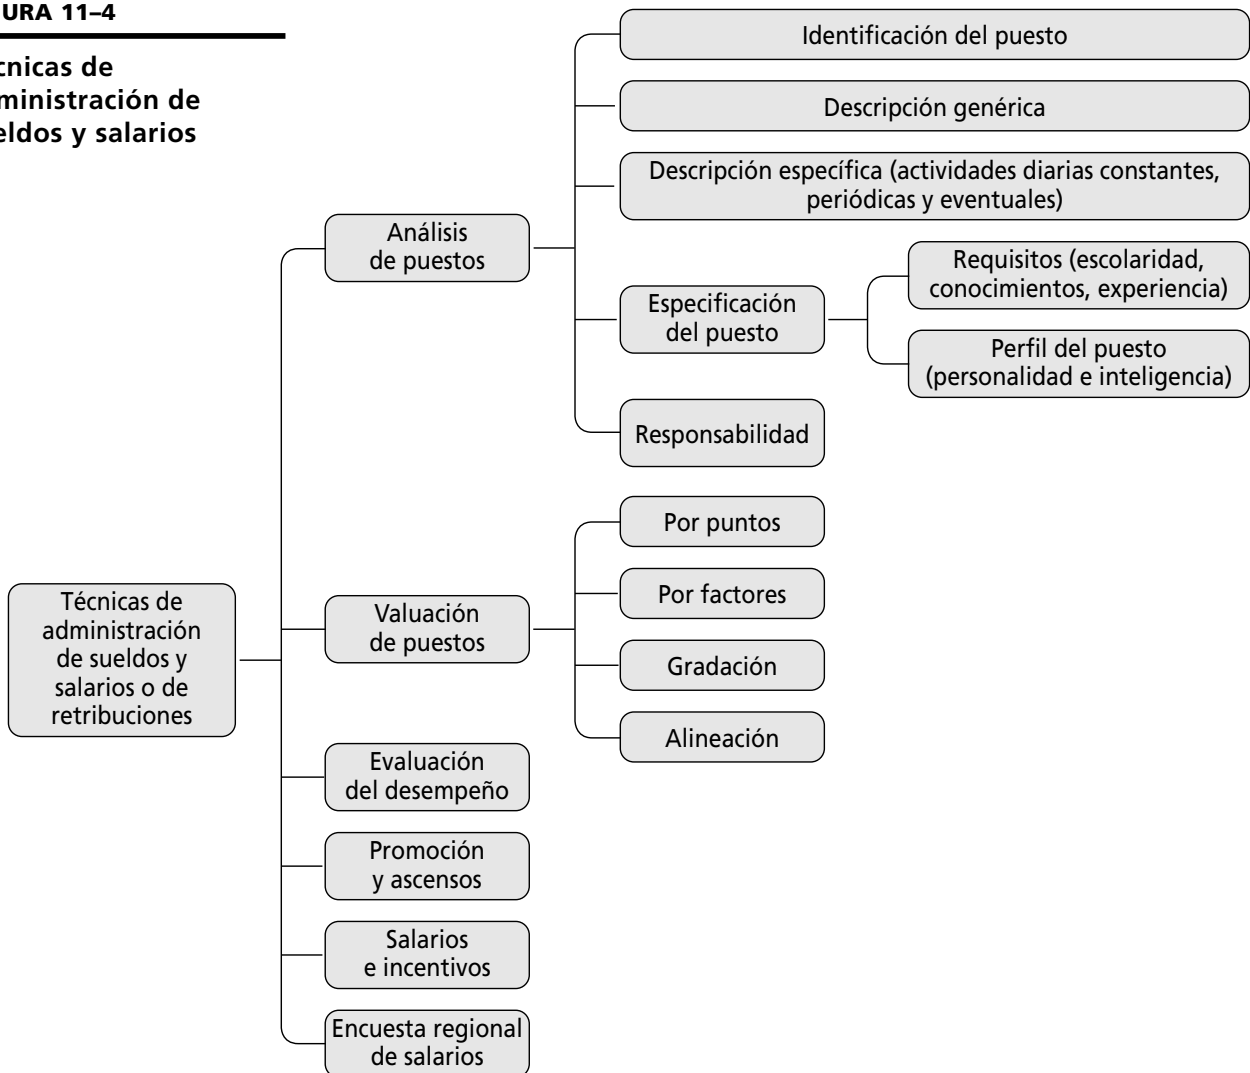 URA 11–4
cnicas de
ministración de
eldos y salarios
Identificación del puesto
Descripción genérica
Descripción específica (actividades diarias constantes,
periódicas y eventuales)
Análisis
de puestos
Requisitos (escolaridad,
conocimientos, experiencia)
Especificación
del puesto
Perfil del puesto
(personalidad e inteligencia)
Responsabilidad
Por puntos
Por factores
Técnicas de
administración
de sueldos y
salarios o de
retribuciones
Valuación
de puestos
Gradación
Alineación
Evaluación
del desempeño
Promoción
y ascensos
Salarios
e incentivos
Encuesta regional
de salarios